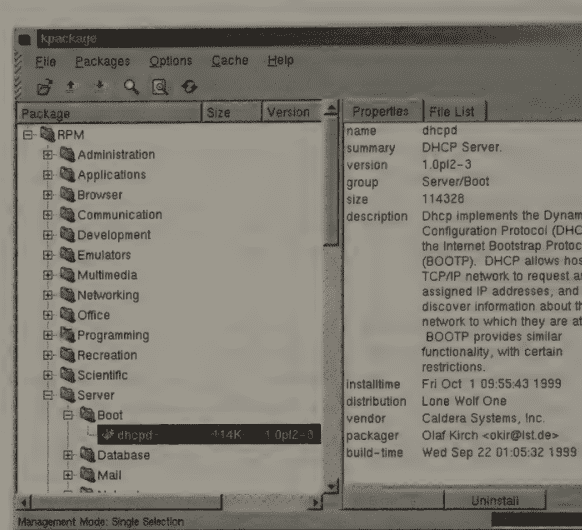 kpackage
File Packages Options Cache Help
Package Size Version
RPM
Administration
Applications
Browser
Communication
Development
Emulators
Multimedia
Networking
Office
Programming
Recreation
Scientific
Server
Boot
dhcpd 114K 1.0pl2-3
Database
Mail
Management Mode: Single Selection
Properties File List
name dhcpd
summary DHCP Server.
version 1.0pl2-3
group Server/Boot
size 114328
description Dhcp implements the Dynam
Configuration Protocol (DHC
the Internet Bootstrap Protoc
(BOOTP). DHCP allows hos
TCP/IP network to request a
assigned IP addresses, and
discover information about th
network to which they are at
BOOTP provides similar
functionality, with certain
restrictions.
installtime Fri Oct 1 09:55:43 1999
distribution Lone Wolf One
vendor Caldera Systems, Inc.
packager Olaf Kirch <okir@lst.de>
build-time Wed Sep 22 01:05:32 1999
Uninstall